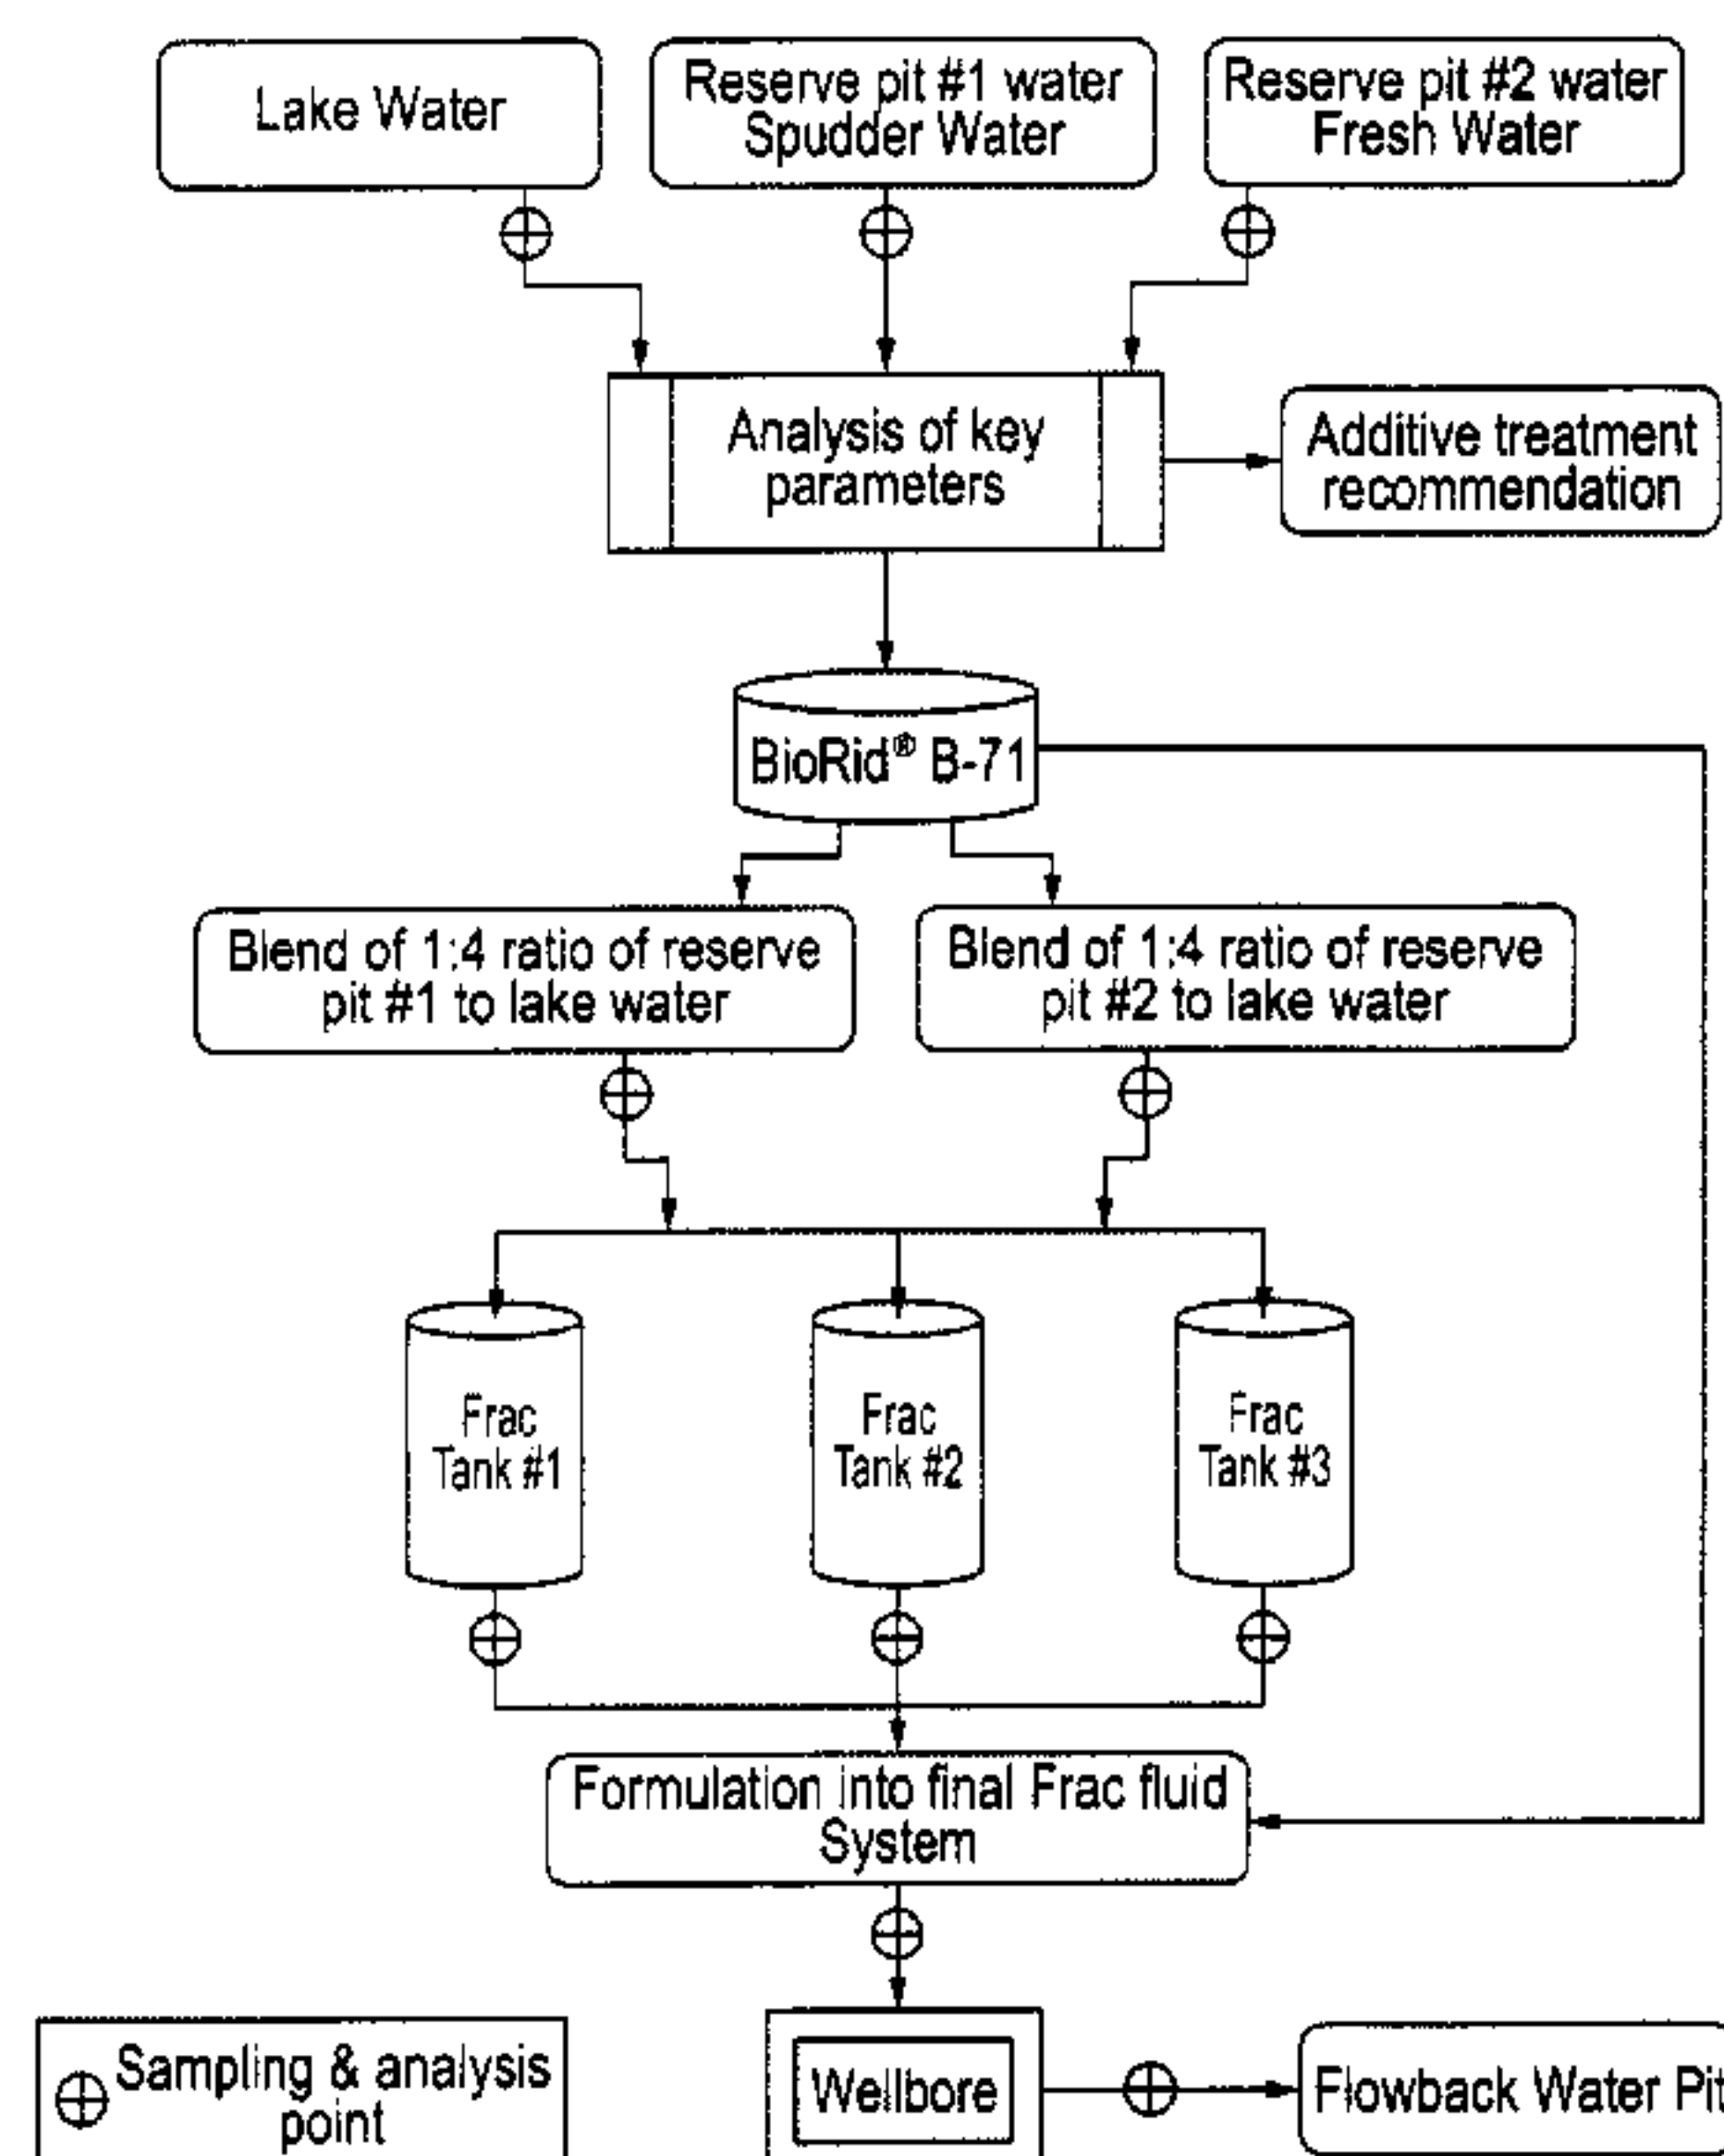 Lake Water
Reserve pit #1 water
Spudder Water
Reserve pit #2 water
Fresh Water
Analysis of key
parameters
Additive treatment
recommendation
BioRid® B-71
Blend of 1:4 ratio of reserve
pit #1 to lake water
Blend of 1:4 ratio of reserve
pit #2 to lake water
Frac
Tank #1
Frac
Tank #2
Frac
Tank #3
Formulation into final Frac fluid
System
Sampling & analysis
point
Wellbore
Flowback Water Pit